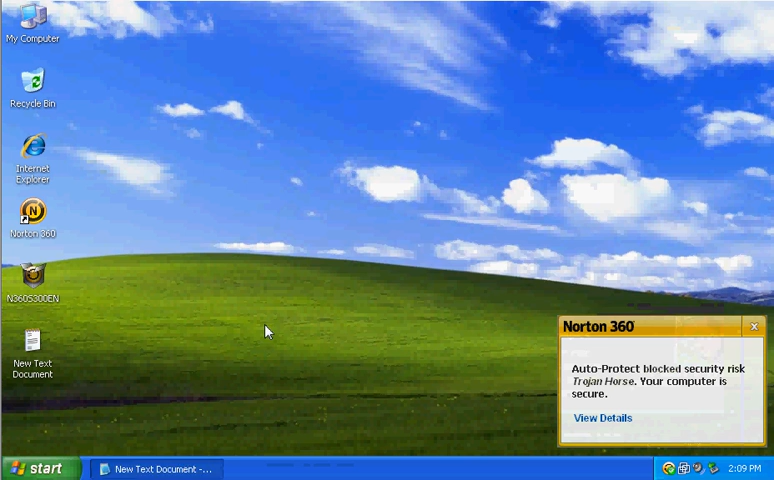 My Computer
Recycle Bin
Internet
Explorer
Norton 360
N360S300EN
New Text
Document
Norton 360
Auto-Protect blocked security risk
Trojan Horse. Your computer is
secure.
View Details
start
New Text Document -...
2:09 PM